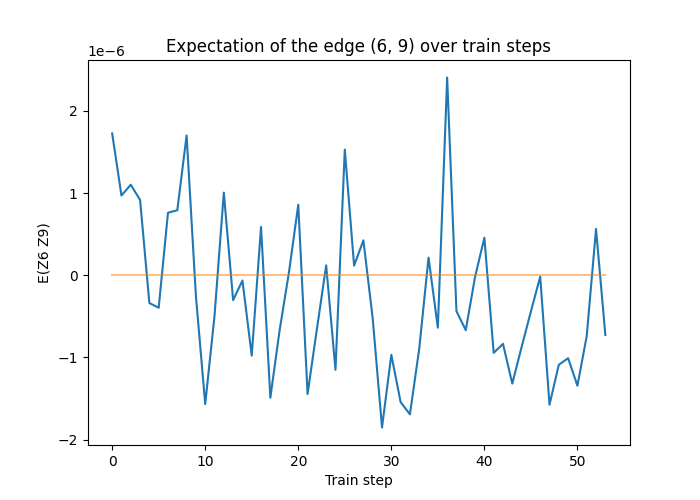 Expectation of the edge (6, 9) over train steps
1e−6
2
1
0
−1
−2
E(Z6 Z9)
0 10 20 30 40 50
Train step